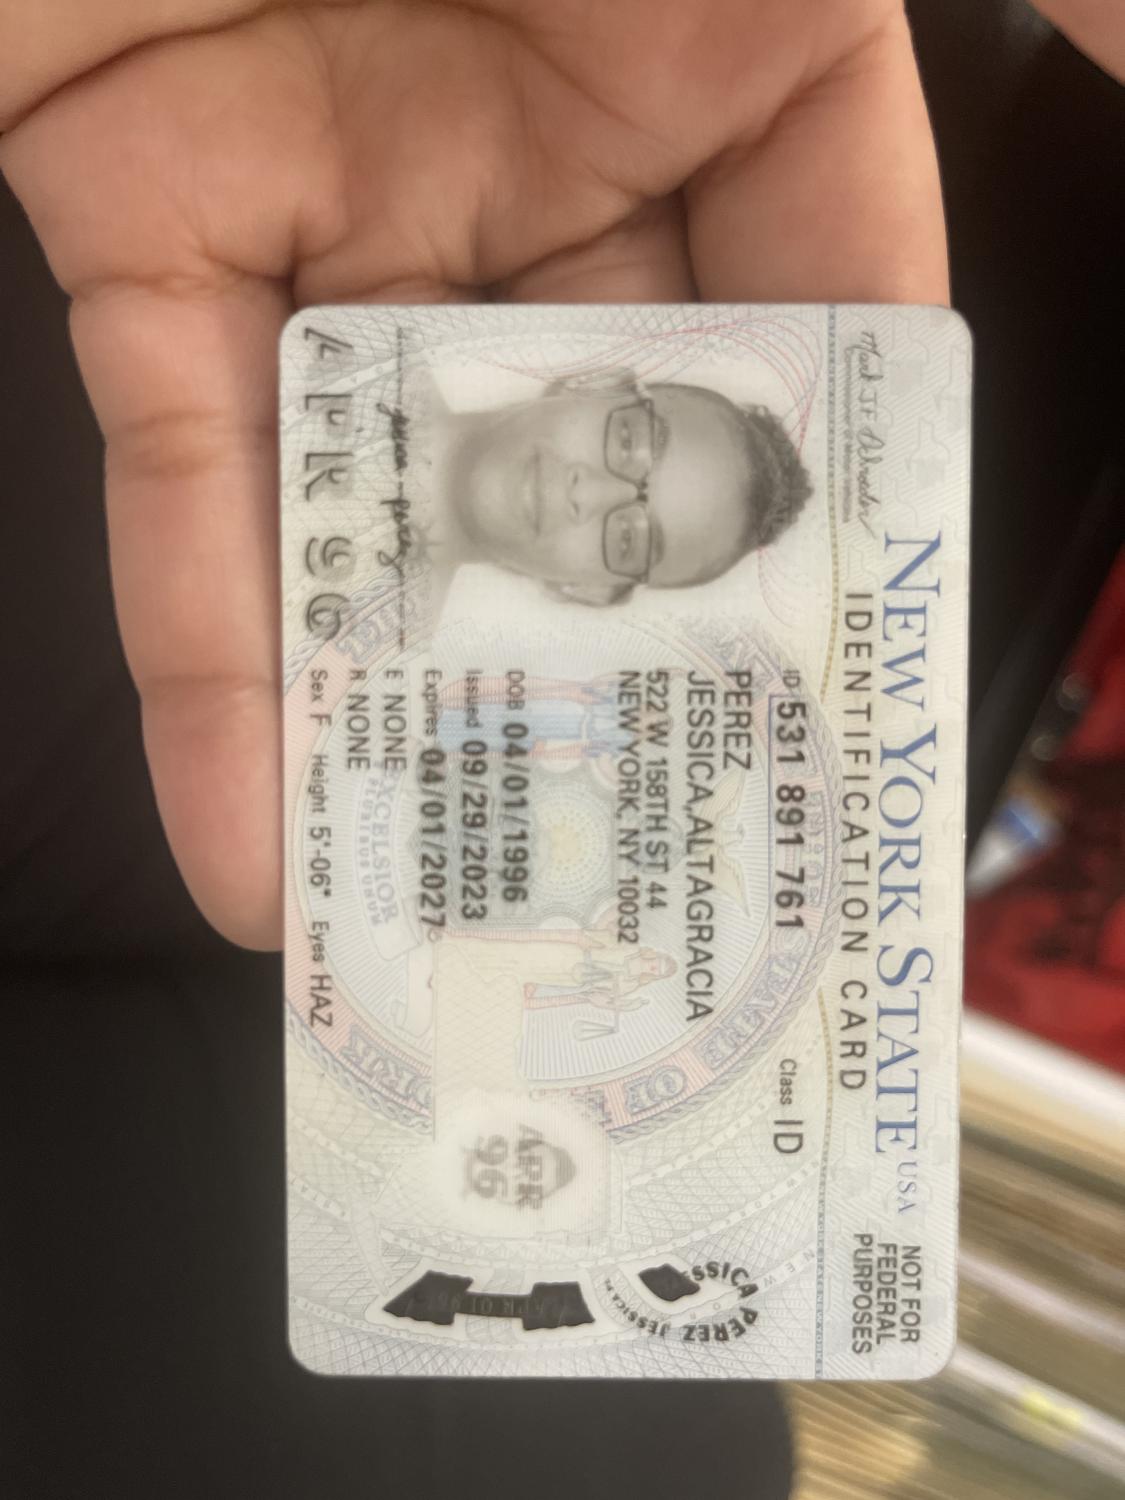 NEW YORK STATE USA
IDENTIFICATION CARD
NOT FOR
FEDERAL
PURPOSES
ID 531 891 761
Class ID
PEREZ
JESSICA,ALTAGRACIA
522 W 158TH ST 44
NEW YORK, NY 10032
DOB 04/01/1996
Issued 09/29/2023
Expires 04/01/2027
E NONE
R NONE
Sex F Height 5'-06" Eyes HAZ
APR 96
EXCELSIOR
APR
96
JESSICA PEREZ